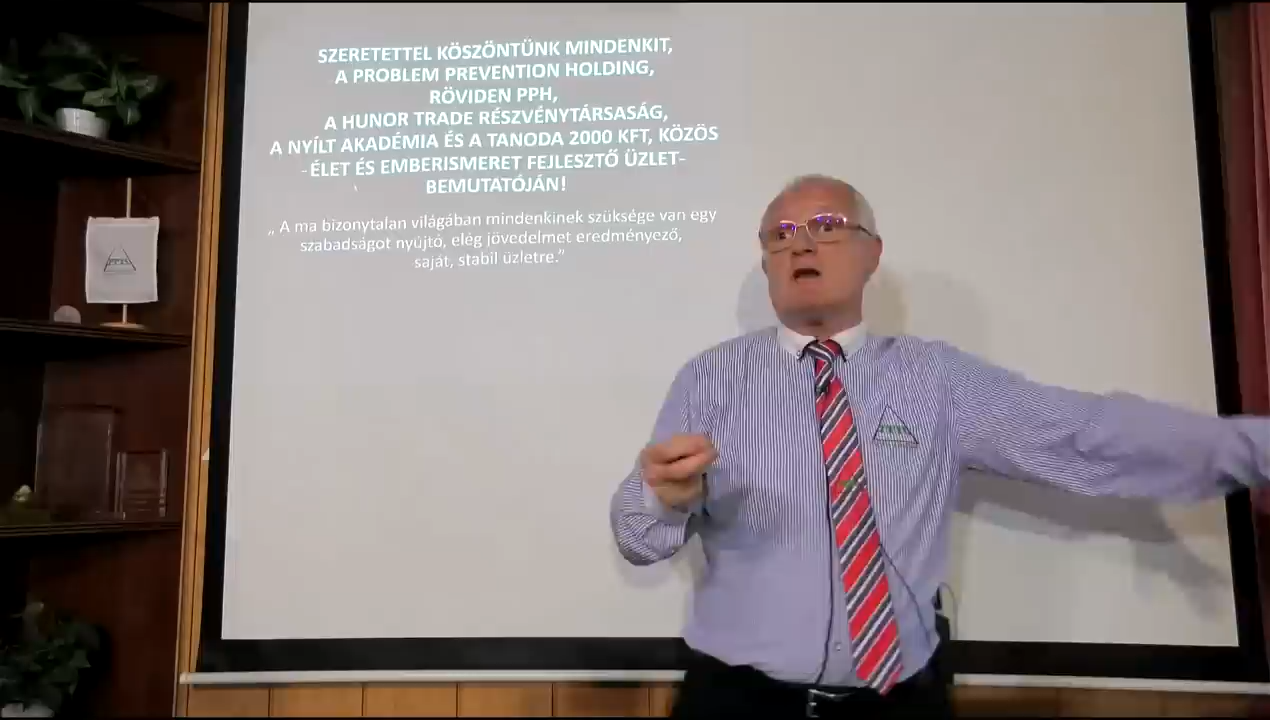 SZERETETTEL KÖSZÖNTÜNK MINDENKIT,
A PROBLEM PREVENTION HOLDING,
RÖVIDEN PPH,
A HUNOR TRADE RÉSZVÉNYTÁRSASÁG,
A NYÍLT AKADÉMIA ÉS A TANODA 2000 KFT, KÖZÖS
-ÉLET ÉS EMBERISMERET FEJLESZTŐ ÜZLET-
BEMUTATÓJÁN!
„ A ma bizonytalan világában mindenkinek szüksége van egy
szabadságot nyújtó, elég jövedelmet eredményező,
saját, stabil üzletre.”